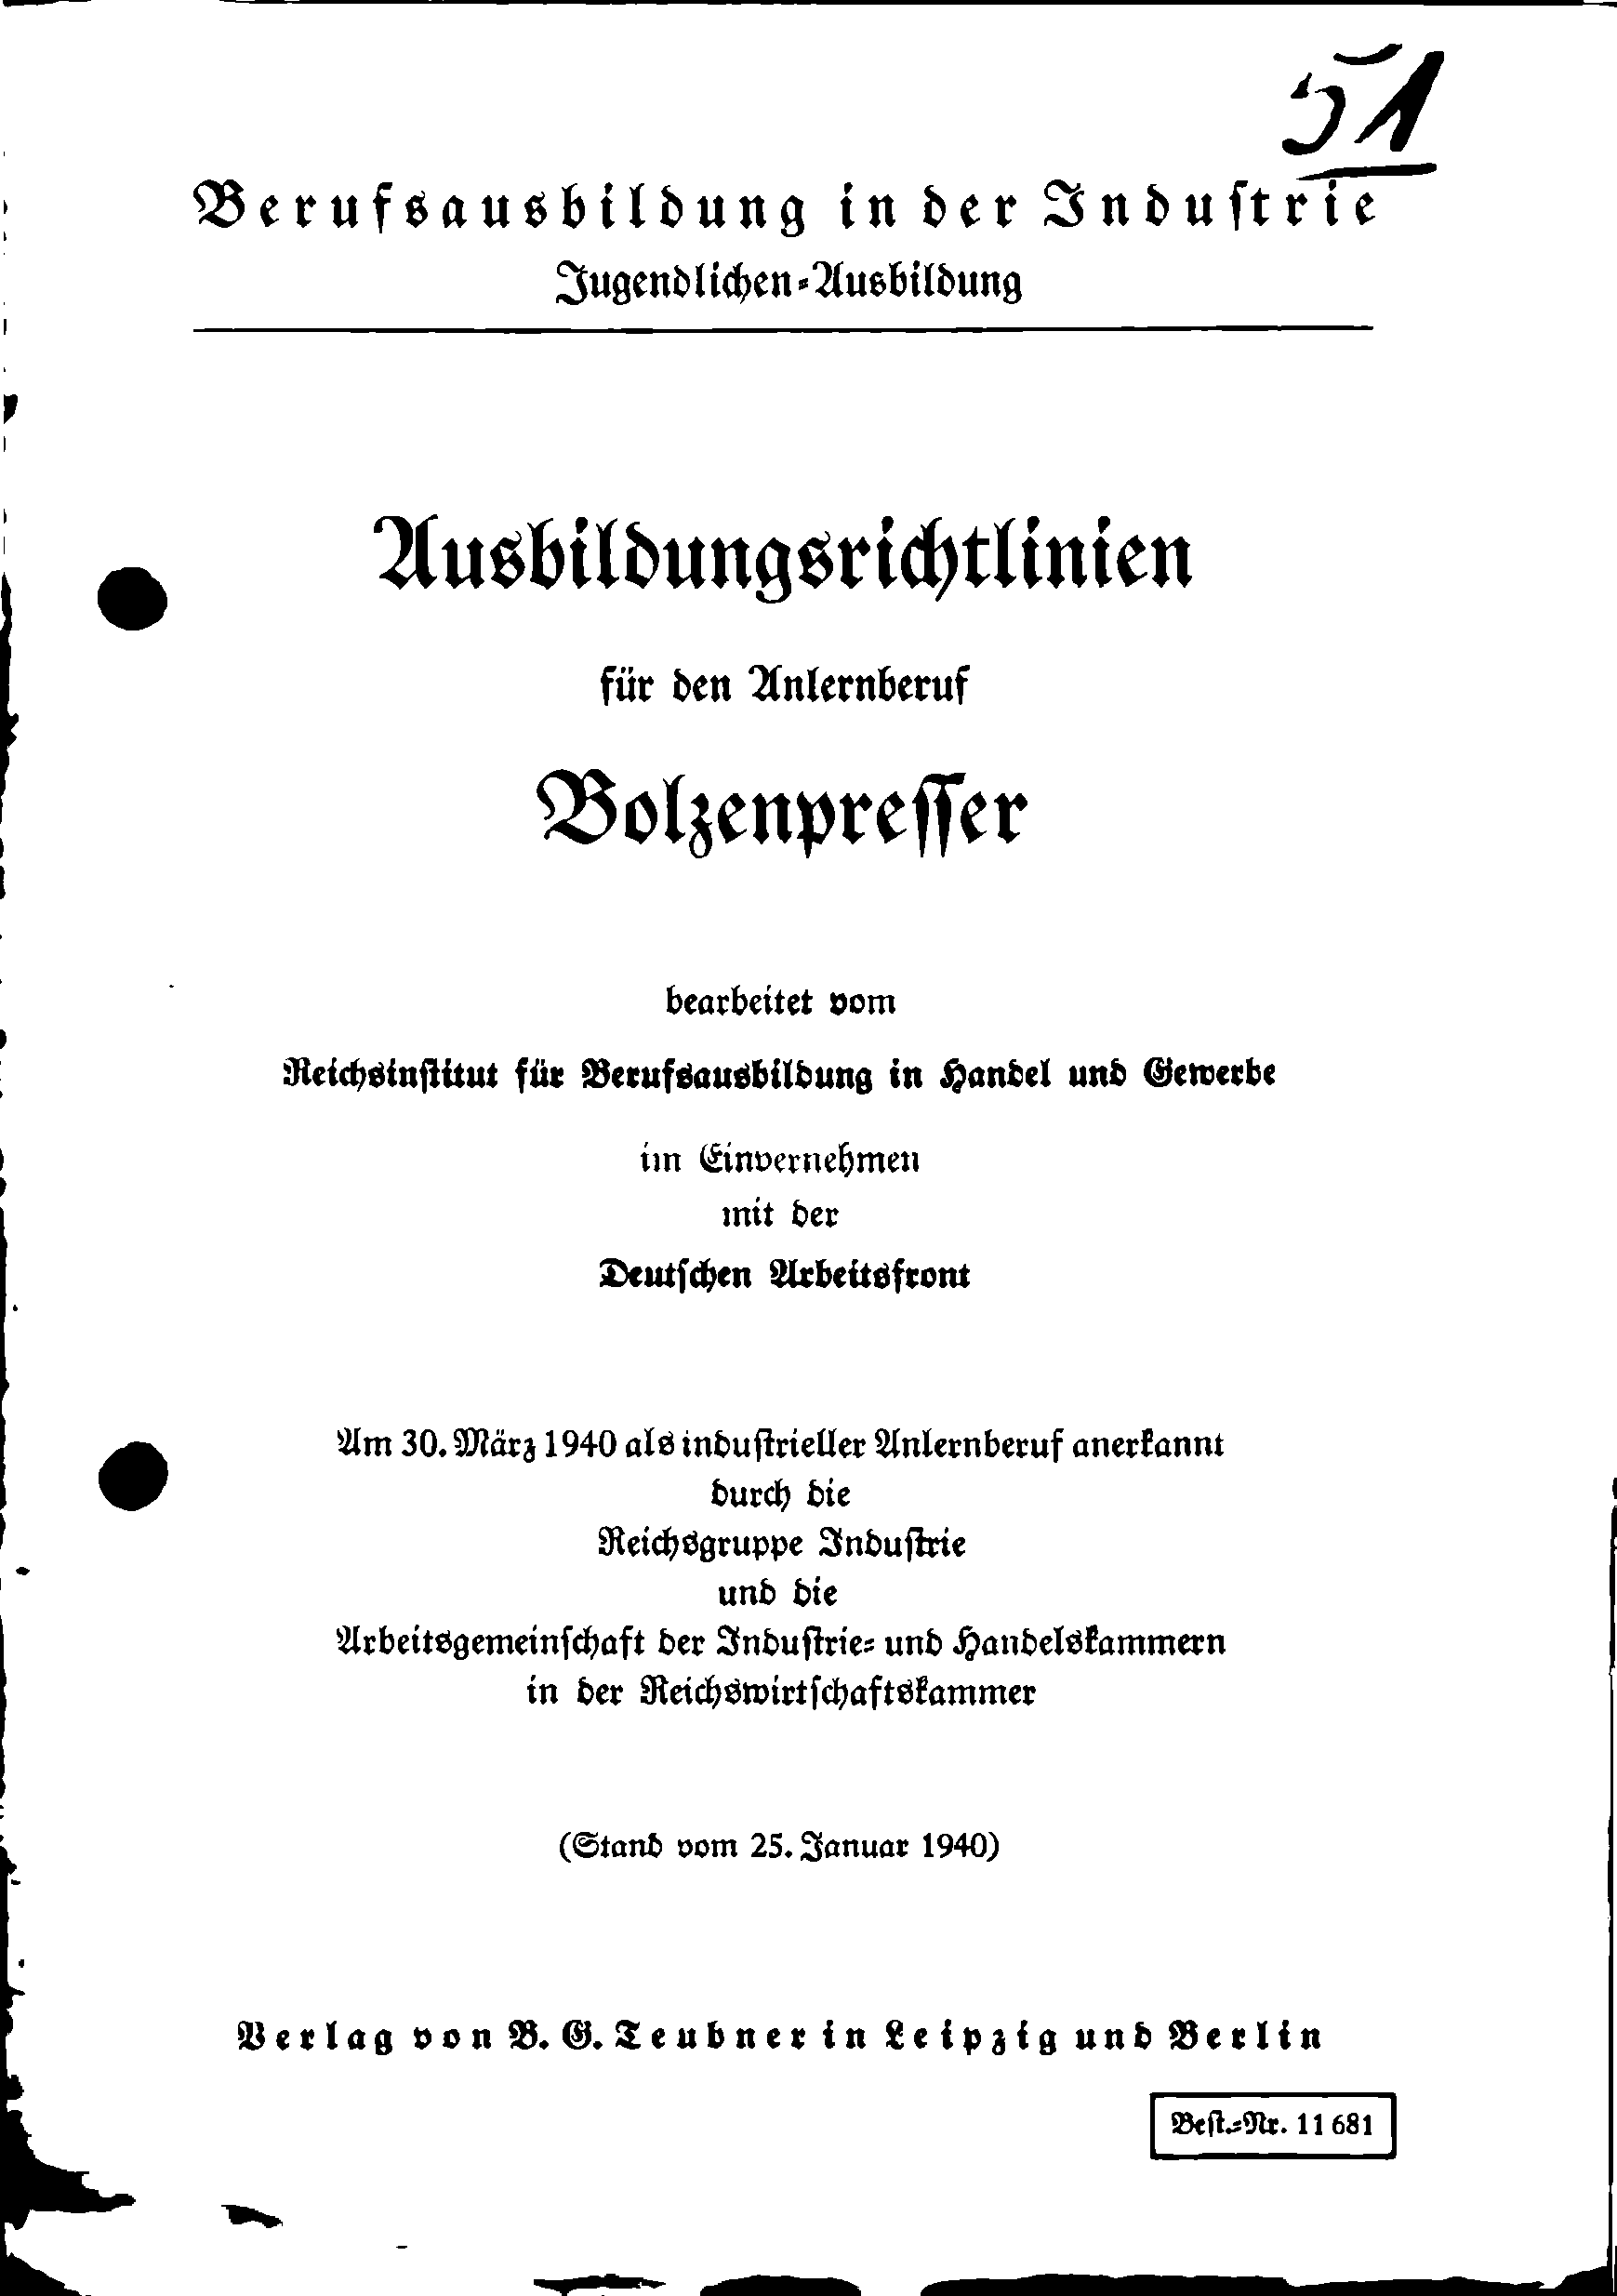 51
Berufsausbildung in der Industrie
Jugendlichen-Ausbildung
Ausbildungsrichtlinien
für den Anlernberuf
Bolzenpresser
bearbeitet vom
Reichsinstitut für Berufsausbildung in Handel und Gewerbe
im Einvernehmen
mit der
Deutschen Arbeitsfront
Am 30. März 1940 als industrieller Anlernberuf anerkannt
durch die
Reichsgruppe Industrie
und die
Arbeitsgemeinschaft der Industrie- und Handelskammern
in der Reichswirtschaftskammer
(Stand vom 25. Januar 1940)
Verlag von B. G. Teubner in Leipzig und Berlin
Best.-Nr. 11 681